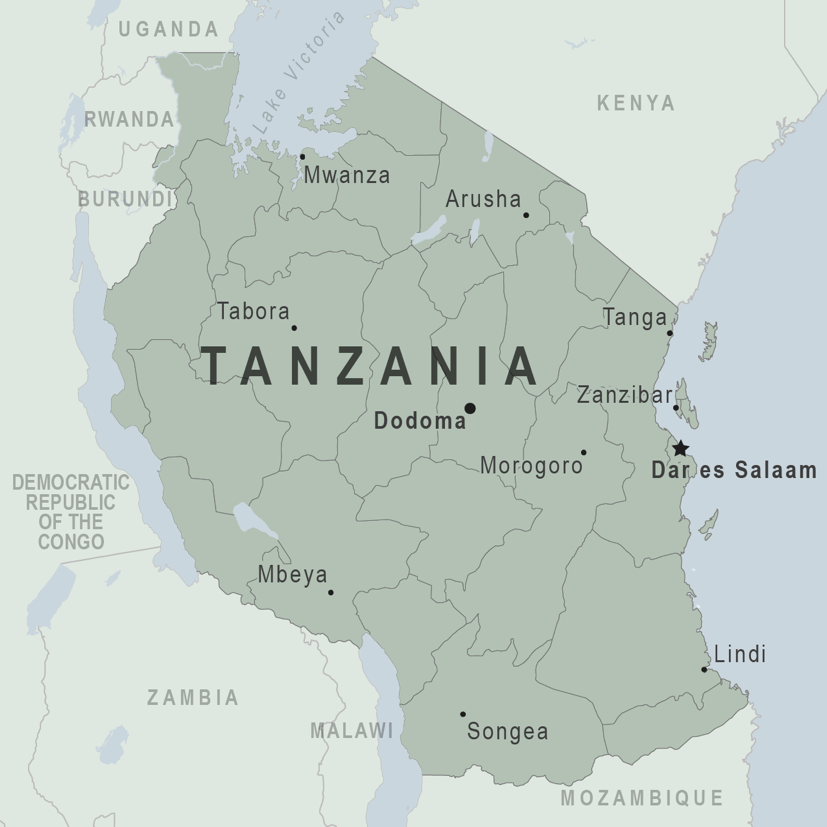 UGANDA
Lake Victoria
KENYA
RWANDA
Mwanza
BURUNDI
Arusha
Tabora
Tanga
TANZANIA
Zanzibar
Dodoma
Morogoro
Dar es Salaam
DEMOCRATIC
REPUBLIC
OF THE
CONGO
Mbeya
Lindi
ZAMBIA
MALAWI
Songea
MOZAMBIQUE